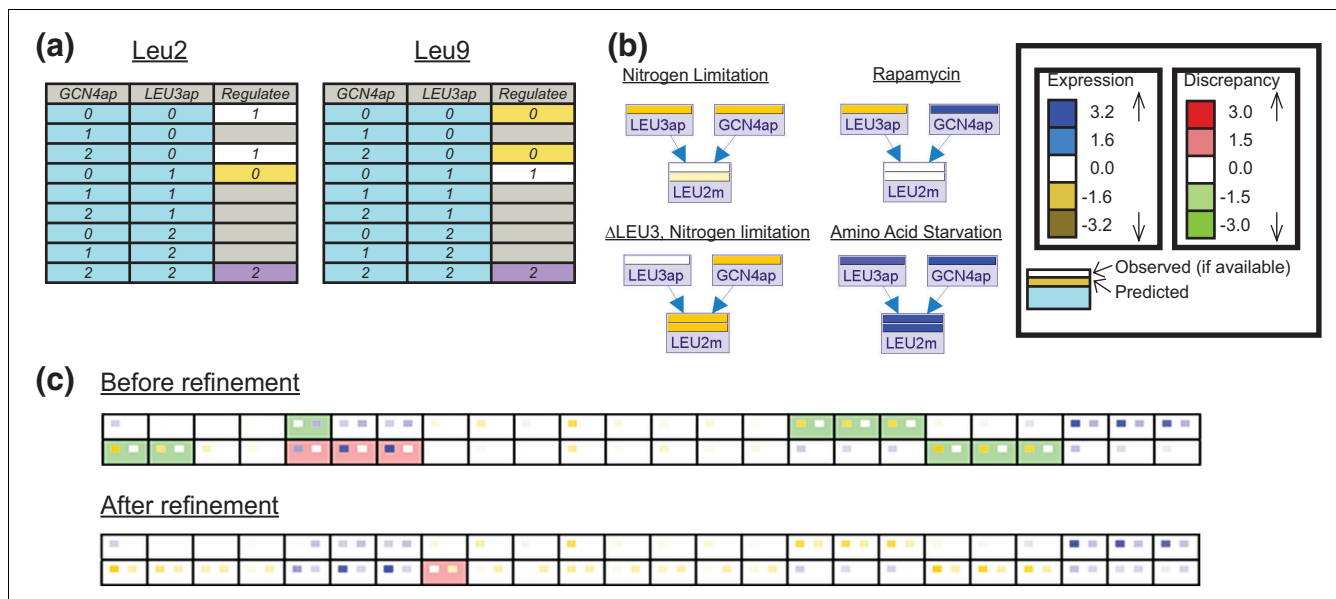 (a)
Leu2
GCN4ap LEU3ap Regulatee
0 0 1
1 0
2 0 1
0 1 0
1 1
2 1
0 2
1 2
2 2 2
Leu9
GCN4ap LEU3ap Regulatee
0 0 0
1 0
2 0 0
0 1 1
1 1
2 1
0 2
1 2
2 2 2
(b)
Nitrogen Limitation
LEU3ap GCN4ap
LEU2m
Rapamycin
LEU3ap GCN4ap
LEU2m
ΔLEU3, Nitrogen limitation
LEU3ap GCN4ap
LEU2m
Amino Acid Starvation
LEU3ap GCN4ap
LEU2m
Expression
3.2
1.6
0.0
-1.6
-3.2
Discrepancy
3.0
1.5
0.0
-1.5
-3.0
Observed (if available)
Predicted
(c)
Before refinement
After refinement